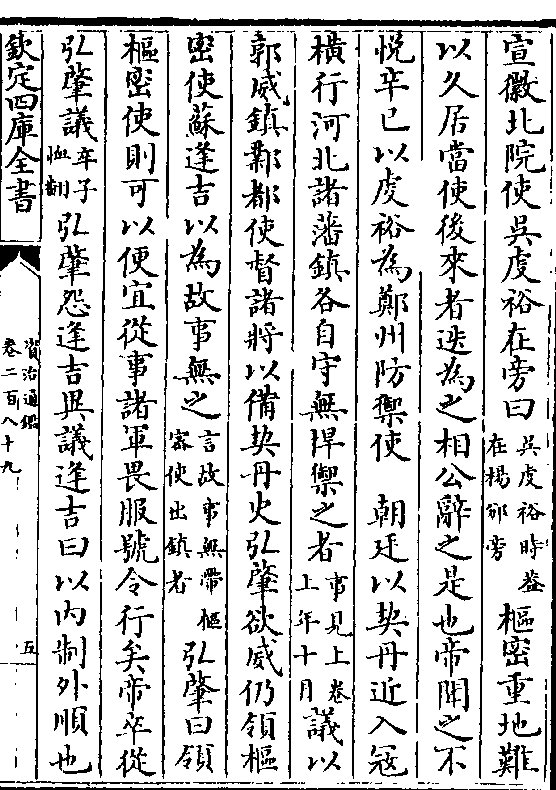 宣徽北院使吳虔裕在旁曰吳虔裕時蓋在楊邠旁樞密重地難
以久居當使後來者迭為之相公辭之是也帝聞之不
悦辛巳以虔裕為鄭州防禦使　朝廷以契丹近入冦
橫行河北諸藩鎮各自守無捍禦之者事見上卷上年十月議以
郭威鎮鄴都使督諸將以備契丹史弘肇欲威仍領樞
密使蘇逢吉以為故事無之言故事無帶樞密使出鎮者弘肇曰領
樞密使則可以便宜從事諸軍畏服號令行矣帝卒從
弘肇議卒子恤翻弘肇怨逢吉異議逢吉曰以内制外順也
欽定四庫全書
資治通鑑
卷二百八十九
五